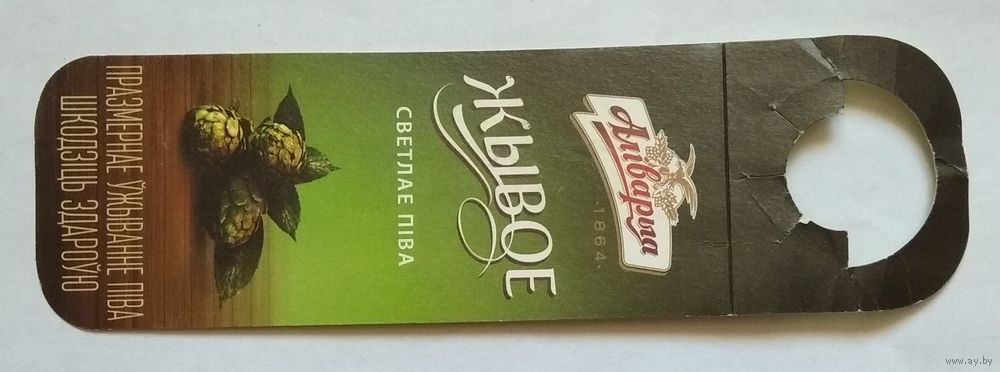 Аліварыя
·1864·
ЖЫВОЕ
СВЕТЛАЕ ПІВА
ПРАЗМЕРНАЕ ЎЖЫВАННЕ ПІВА
ШКОДЗІЦЬ ЗДАРОЎЮ
www.ay.by